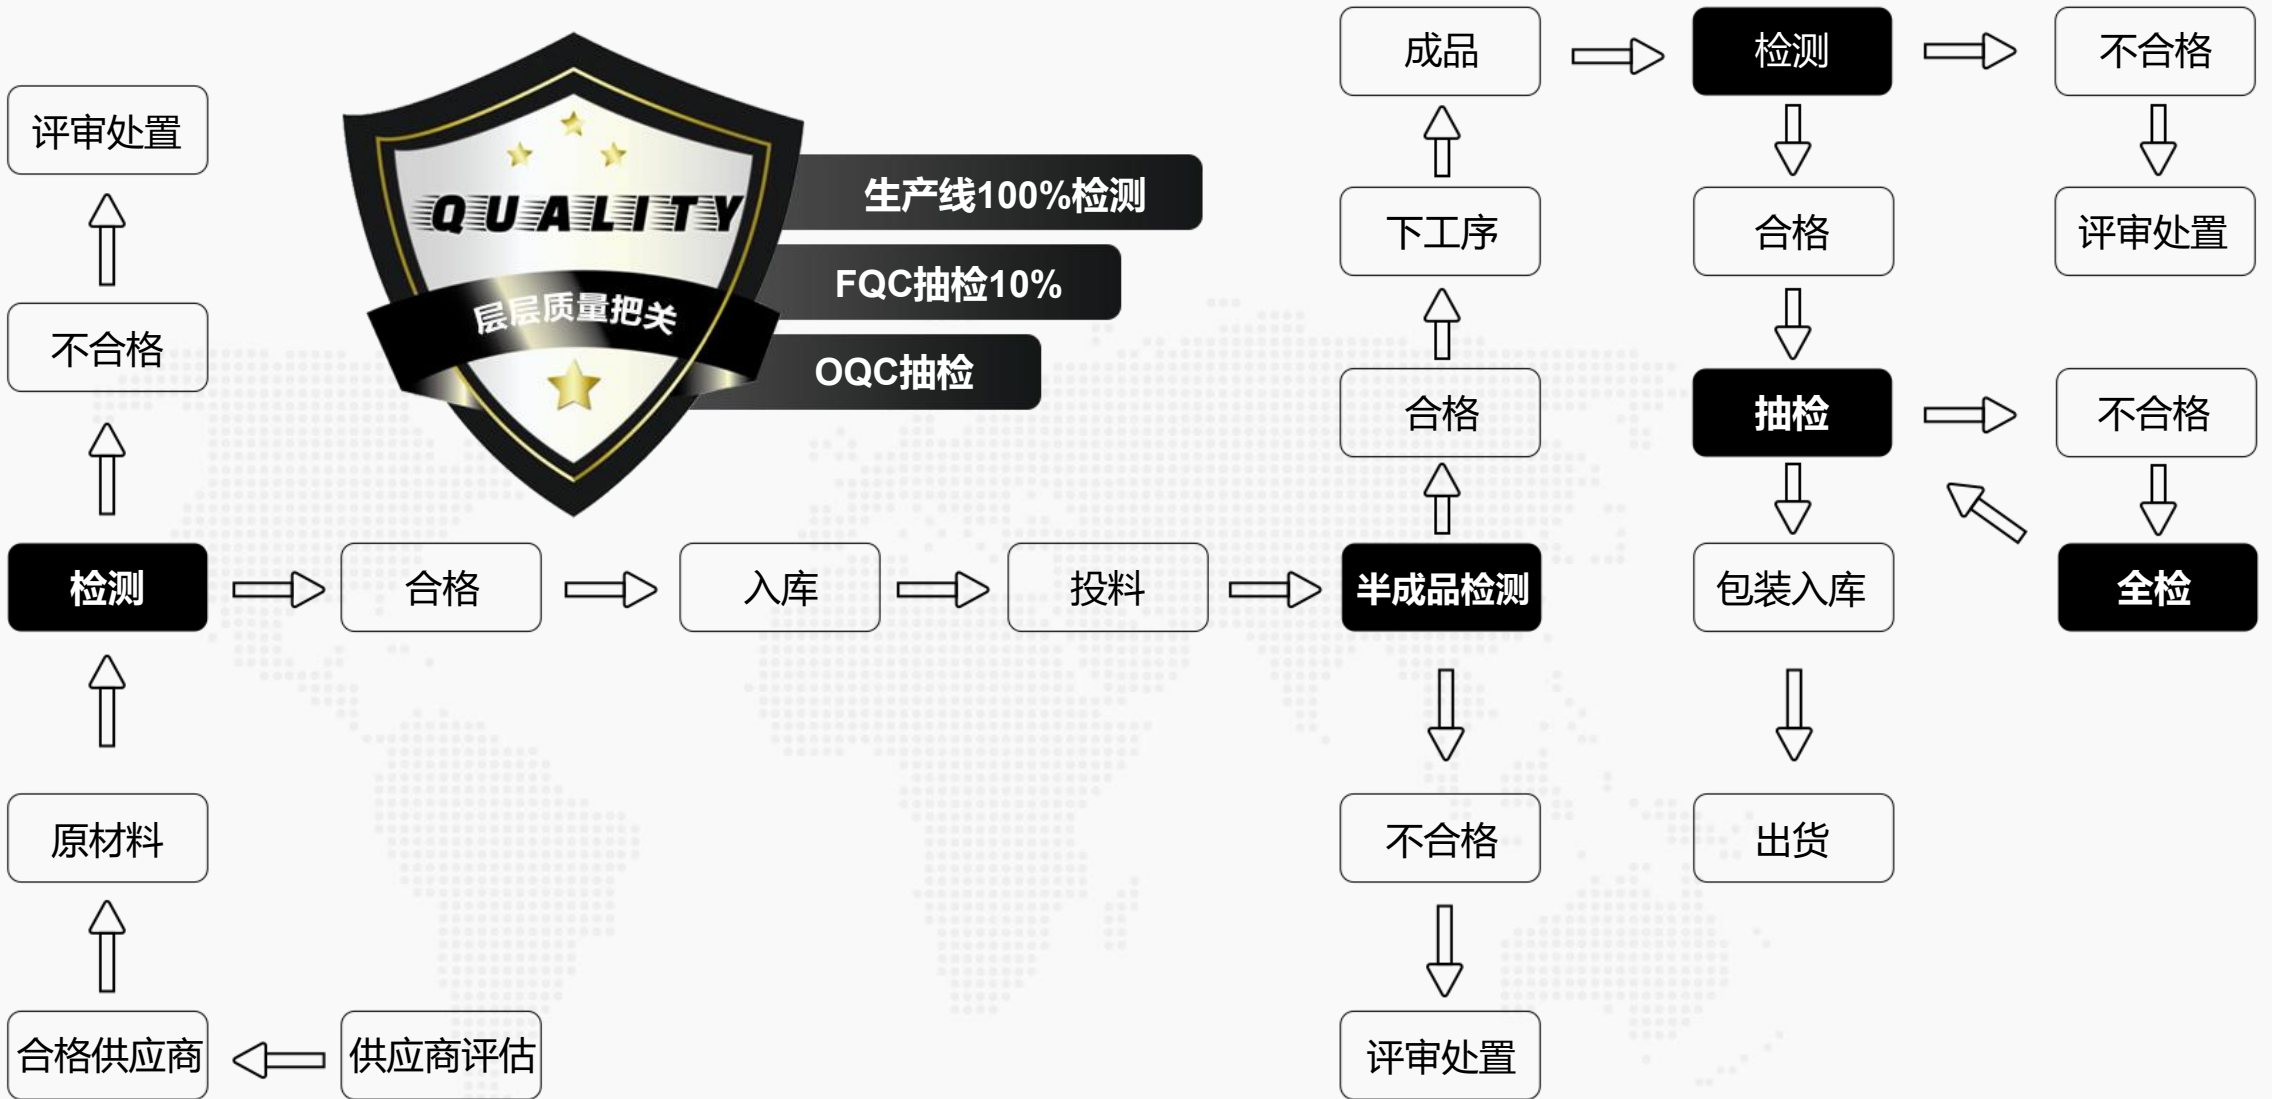 成品
检测
不合格
评审处置
QUALITY
层层质量把关
生产线100%检测
FQC抽检10%
OQC抽检
下工序
合格
评审处置
不合格
合格
抽检
不合格
检测
合格
入库
投料
半成品检测
包装入库
全检
原材料
不合格
出货
合格供应商
供应商评估
评审处置